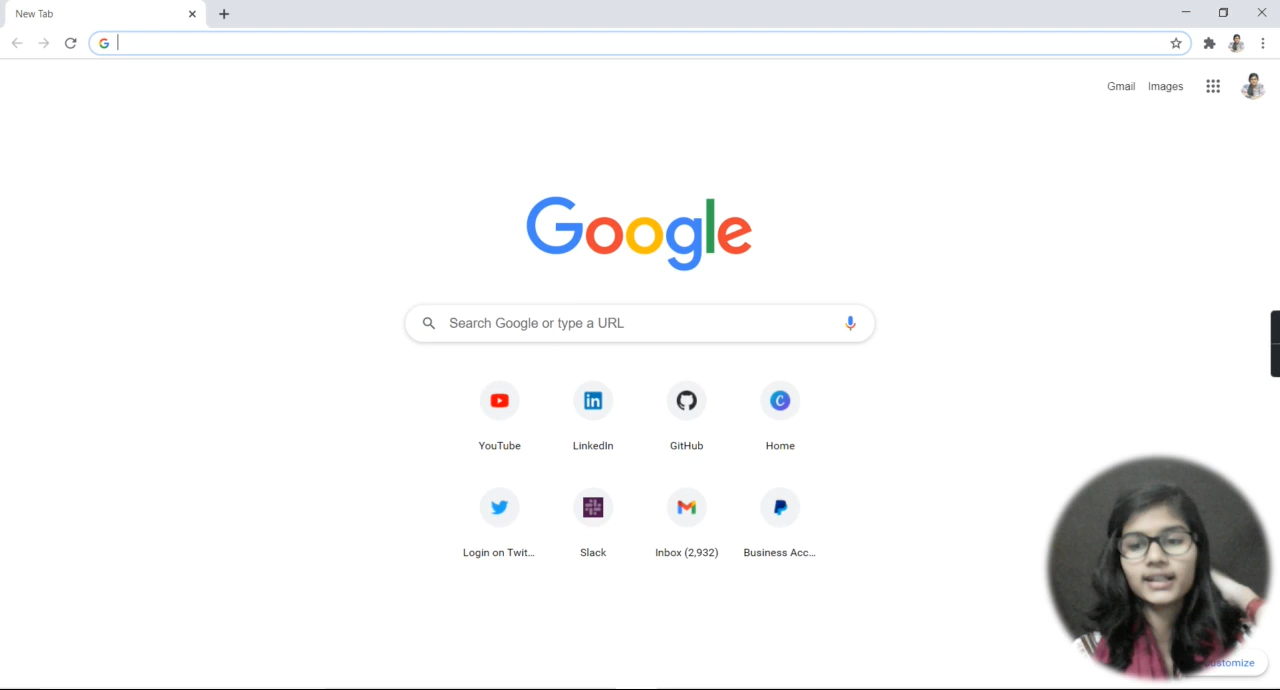 New Tab
Gmail Images
Google
Search Google or type a URL
YouTube LinkedIn GitHub Home
Login on Twit... Slack Inbox (2,932) Business Acc...